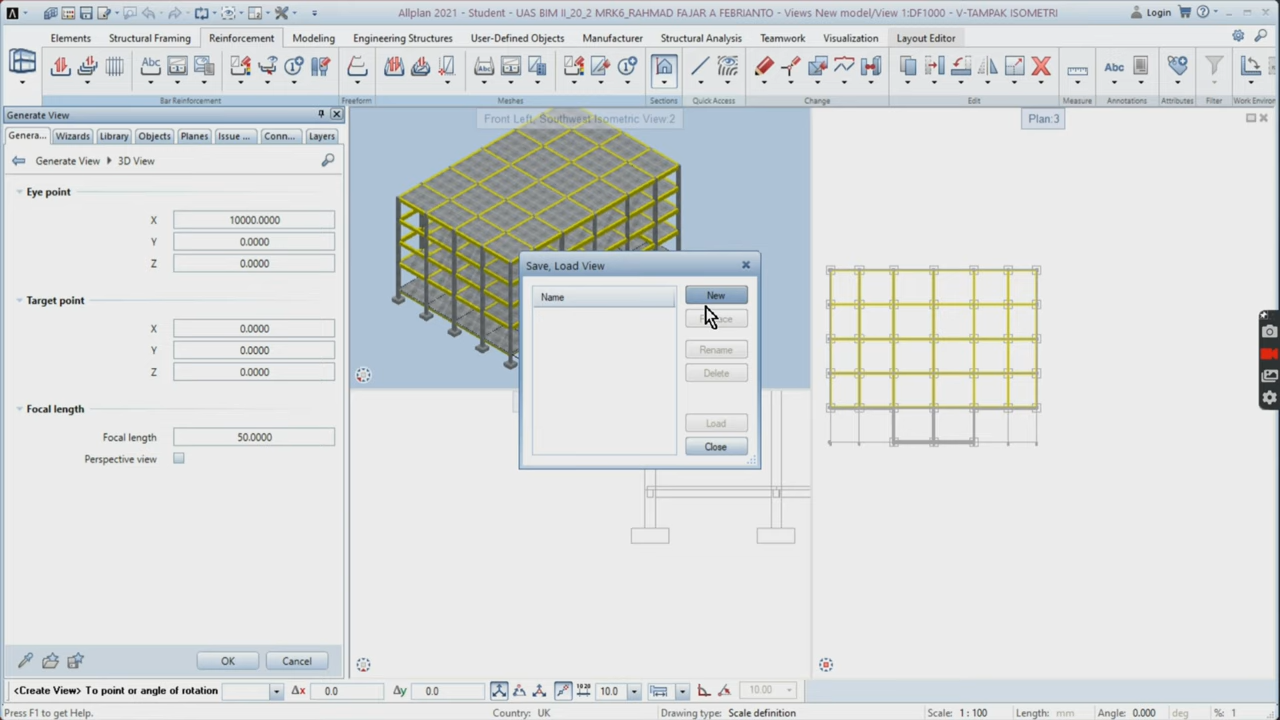 Allplan 2021 - Student - UAS BIM II_20_2 MRK6_RAHMAD FAJAR A FEBRIANTO - Views New model/View 1:DF1000 - V-TAMPAK ISOMETRI
Login
Elements
Structural Framing
Reinforcement
Modeling
Engineering Structures
User-Defined Objects
Manufacturer
Structural Analysis
Teamwork
Visualization
Layout Editor
Abc
Abc
Bar Reinforcement
Freeform
Meshes
Sections
Quick Access
Change
Edit
Measure
Annotations
Attributes
Filter
Work Environ
Generate View
Genera...
Wizards
Library
Objects
Planes
Issue ...
Conn...
Layers
Generate View
3D View
Eye point
X 10000.0000
Y 0.0000
Z 0.0000
Target point
X 0.0000
Y 0.0000
Z 0.0000
Focal length
Focal length 50.0000
Perspective view
OK
Cancel
Front Left, Southwest Isometric View:2
Plan:3
Save, Load View
Name
New
Rename
Delete
Load
Close
<Create View> To point or angle of rotation
Δx 0.0
Δy 0.0
10.0
10.00
Press F1 to get Help.
Country: UK
Drawing type: Scale definition
Scale: 1 : 100
Length: mm
Angle: 0.000
deg
%: 1